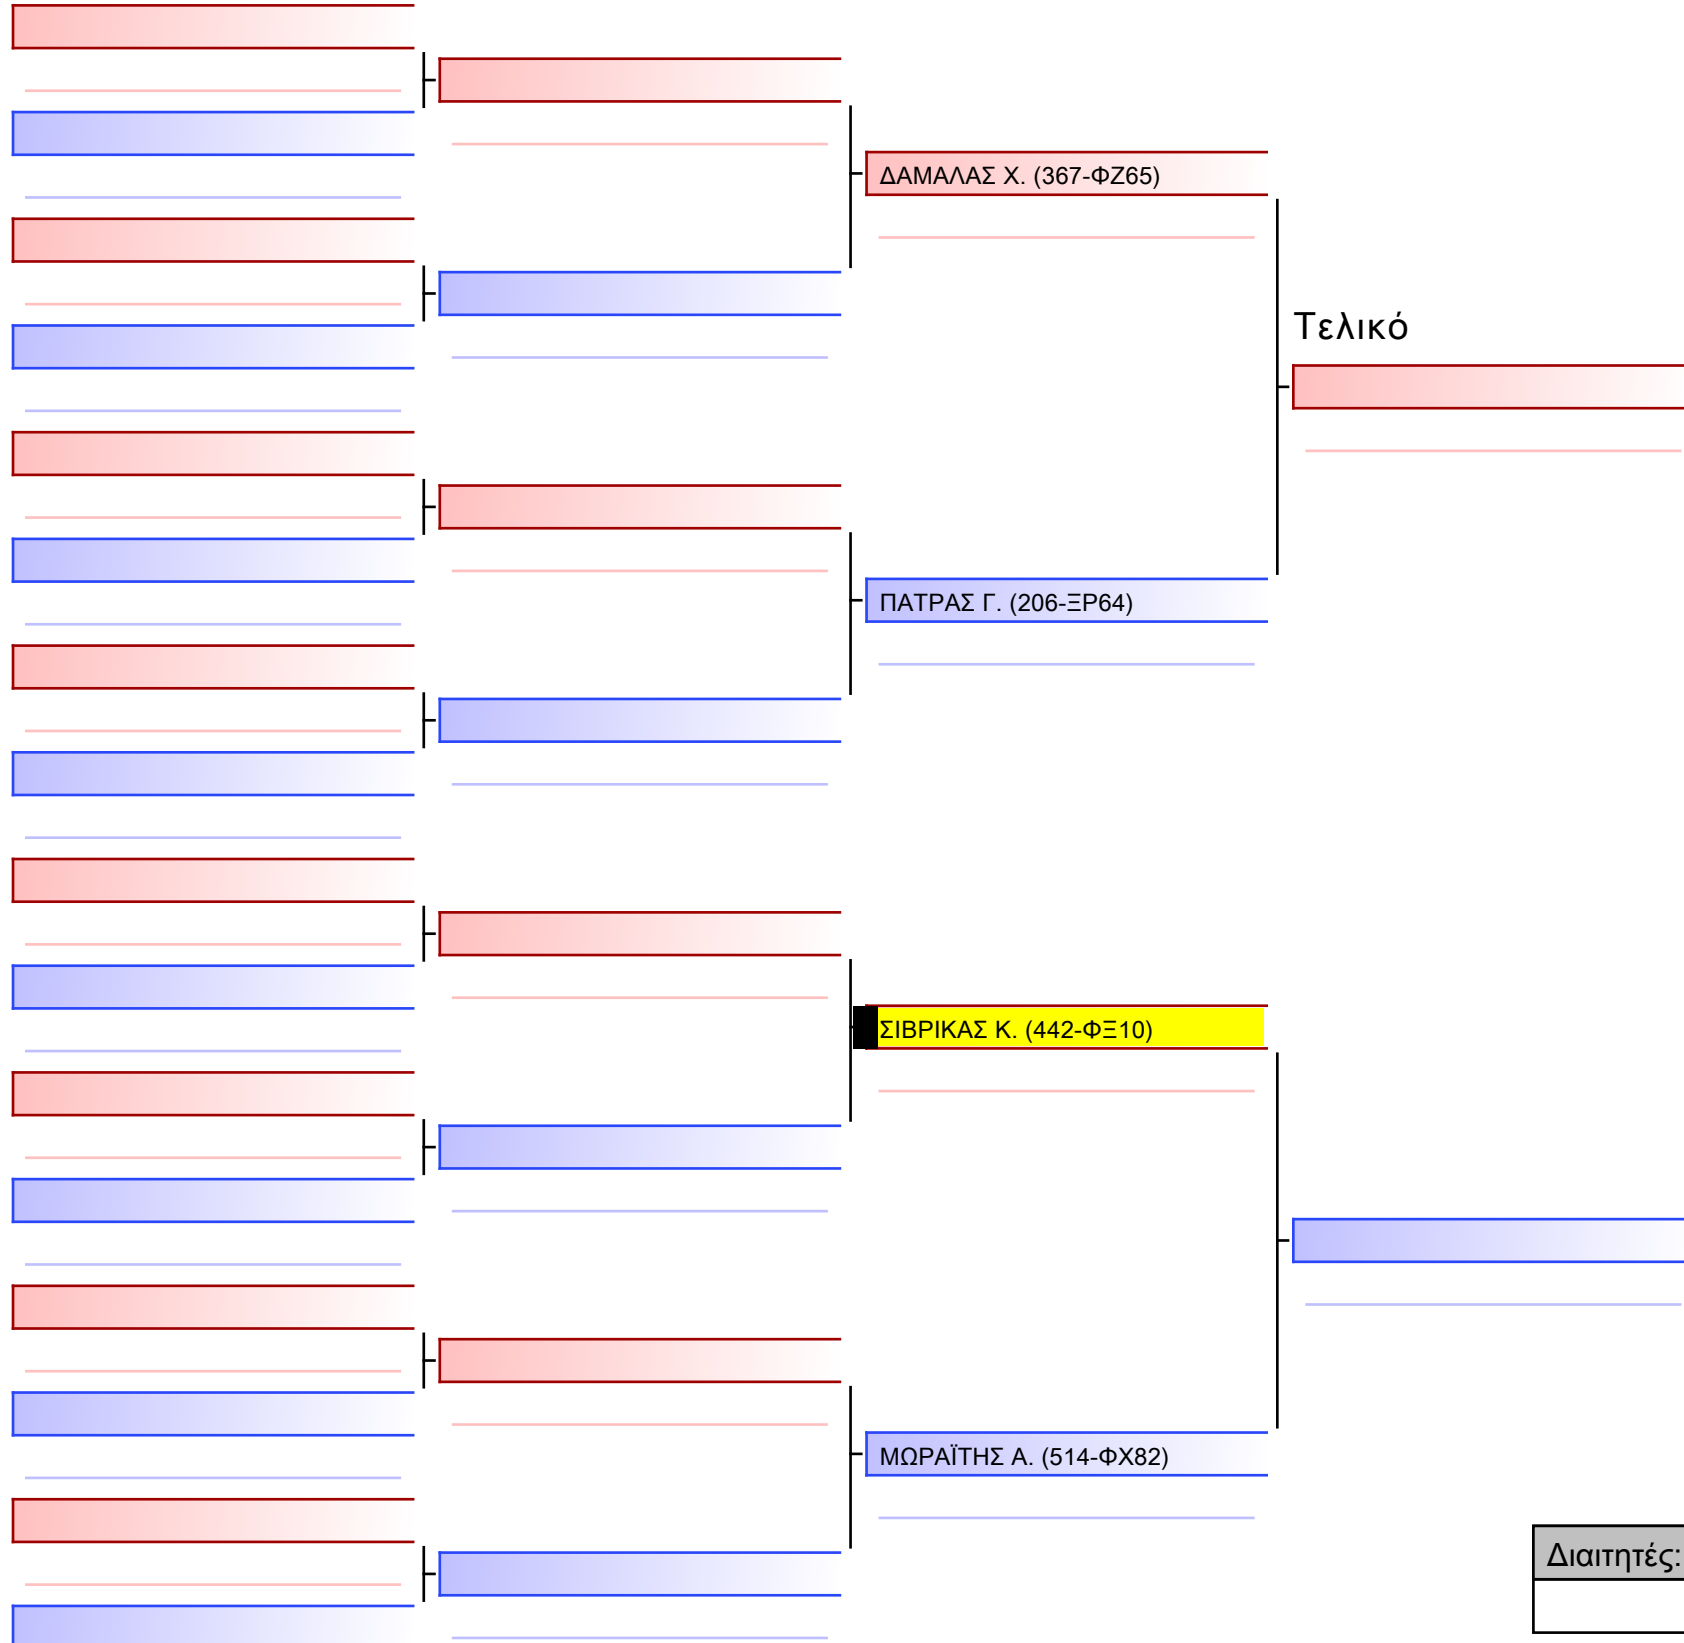 ΔΑΜΑΛΑΣ Χ. (367-ΦΖ65)
Τελικό
ΠΑΤΡΑΣ Γ. (206-ΞΡ64)
ΣΙΒΡΙΚΑΣ Κ. (442-ΦΞ10)
ΜΩΡΑΪΤΗΣ Α. (514-ΦΧ82)
Διαιτητές: